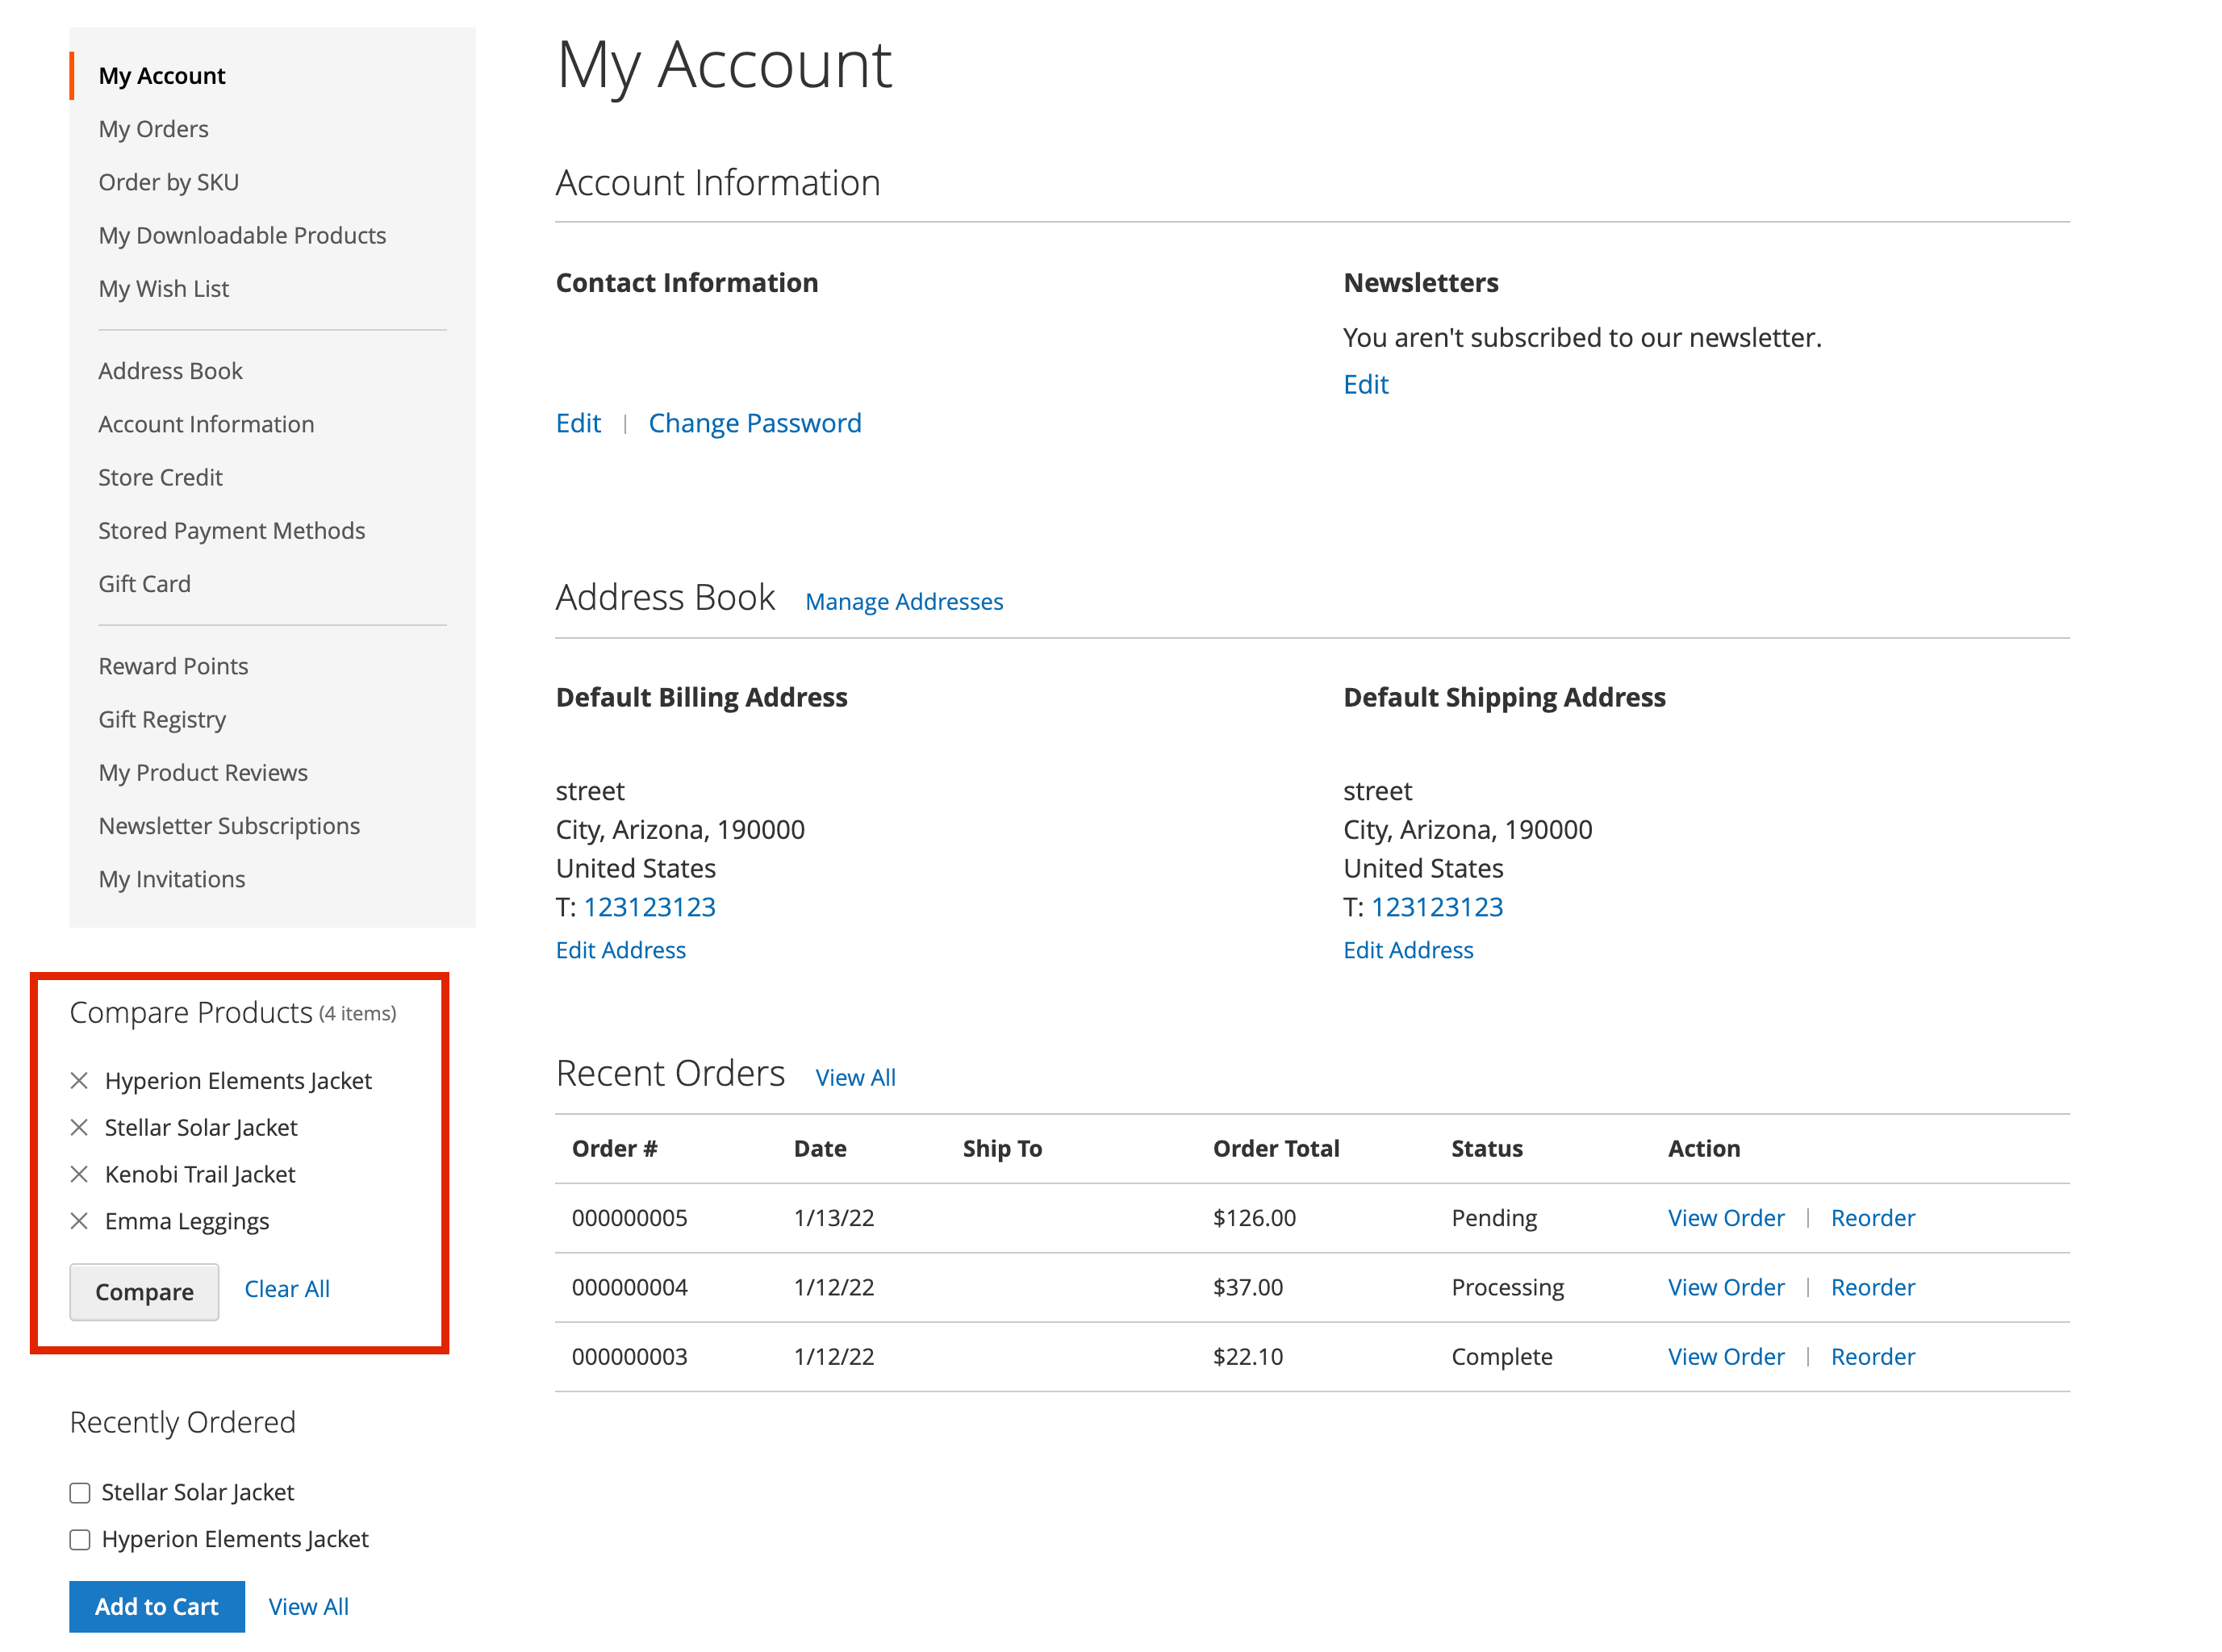 My Account
My Orders
Order by SKU
My Downloadable Products
My Wish List
Address Book
Account Information
Store Credit
Stored Payment Methods
Gift Card
Reward Points
Gift Registry
My Product Reviews
Newsletter Subscriptions
My Invitations
Compare Products (4 items)
Hyperion Elements Jacket
Stellar Solar Jacket
Kenobi Trail Jacket
Emma Leggings
Compare Clear All
Recently Ordered
Stellar Solar Jacket
Hyperion Elements Jacket
Add to Cart View All
My Account
Account Information
Contact Information
Edit | Change Password
Newsletters
You aren't subscribed to our newsletter.
Edit
Address Book Manage Addresses
Default Billing Address
street
City, Arizona, 190000
United States
T: 123123123
Edit Address
Default Shipping Address
street
City, Arizona, 190000
United States
T: 123123123
Edit Address
Recent Orders View All
Order # Date Ship To Order Total Status Action
000000005 1/13/22 $126.00 Pending View Order | Reorder
000000004 1/12/22 $37.00 Processing View Order | Reorder
000000003 1/12/22 $22.10 Complete View Order | Reorder